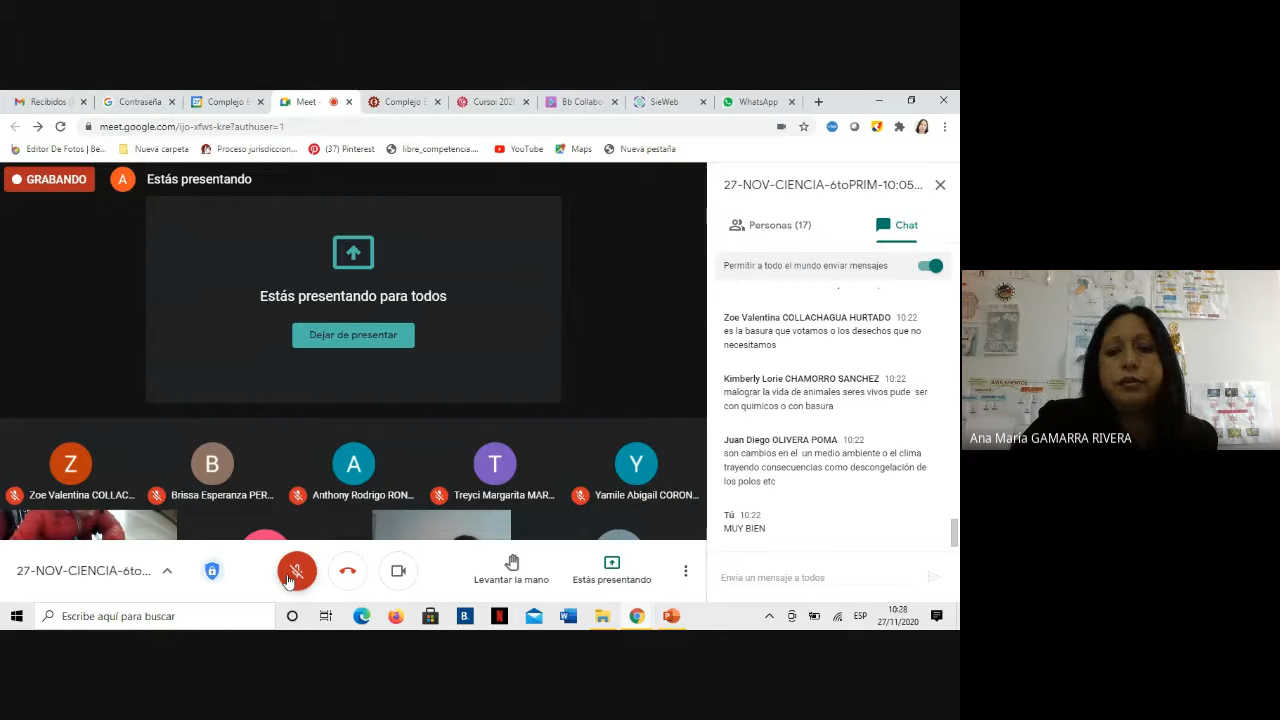 Recibidos (
Contraseña
Complejo E
Meet -
Complejo E
Curso: 202
Bb Collabo
SieWeb
WhatsApp
meet.google.com/ijo-xfws-kre?authuser=1
Editor De Fotos | Be...
Nueva carpeta
Proceso jurisdiccion...
(37) Pinterest
libre_competencia....
YouTube
Maps
Nueva pestaña
GRABANDO
A
Estás presentando
Estás presentando para todos
Dejar de presentar
27-NOV-CIENCIA-6toPRIM-10:05...
Personas (17)
Chat
Permitir a todo el mundo enviar mensajes
Zoe Valentina COLLACHAGUA HURTADO 10:22
es la basura que votamos o los desechos que no
necesitamos
Kimberly Lorie CHAMORRO SANCHEZ 10:22
malograr la vida de animales seres vivos pude ser
con quimicos o con basura
Juan Diego OLIVERA POMA 10:22
son cambios en el un medio ambiente o el clima
trayendo consecuencias como descongelación de
los polos etc
Tú 10:22
MUY BIEN
Envía un mensaje a todos
Z
B
A
T
Y
Zoe Valentina COLLAC...
Brissa Esperanza PER...
Anthony Rodrigo RON...
Treyci Margarita MAR...
Yamile Abigail CORON...
27-NOV-CIENCIA-6to...
Levantar la mano
Estás presentando
Escribe aquí para buscar
ESP
10:28
27/11/2020
Ana María GAMARRA RIVERA